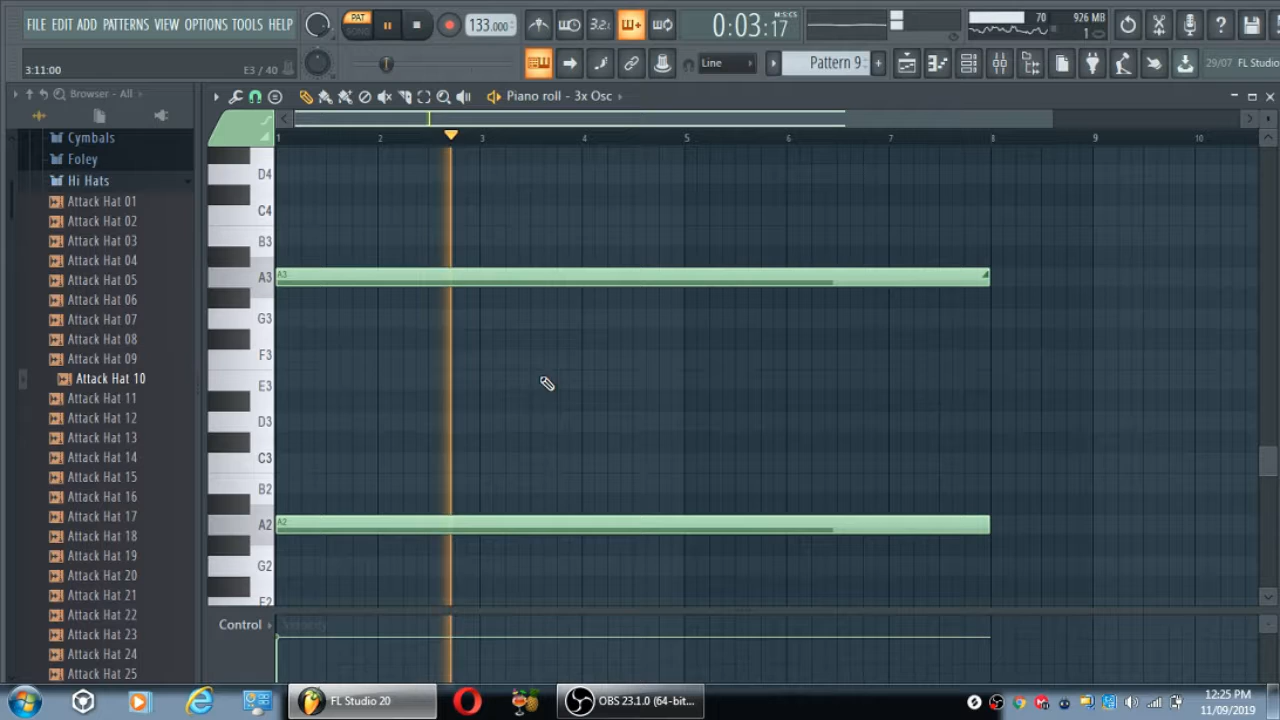 FILE EDIT ADD PATTERNS VIEW OPTIONS TOOLS HELP
PAT
SONG
133.000
3.2:
0:03:17
M:S:CS
70
926 MB
1
3:11:00
E3 / 40
Line
Pattern 9
29/07 FL Studio
Browser - All
Piano roll - 3x Osc
Cymbals
Foley
Hi Hats
Attack Hat 01
Attack Hat 02
Attack Hat 03
Attack Hat 04
Attack Hat 05
Attack Hat 06
Attack Hat 07
Attack Hat 08
Attack Hat 09
Attack Hat 10
Attack Hat 11
Attack Hat 12
Attack Hat 13
Attack Hat 14
Attack Hat 15
Attack Hat 16
Attack Hat 17
Attack Hat 18
Attack Hat 19
Attack Hat 20
Attack Hat 21
Attack Hat 22
Attack Hat 23
Attack Hat 24
Attack Hat 25
1 2 3 4 5 6 7 8 9 10
D4
C4
B3
A3 A3
G3
F3
E3
D3
C3
B2
A2 A2
G2
E2
Control Velocity
FL Studio 20
OBS 23.1.0 (64-bit...
12:25 PM
11/09/2019